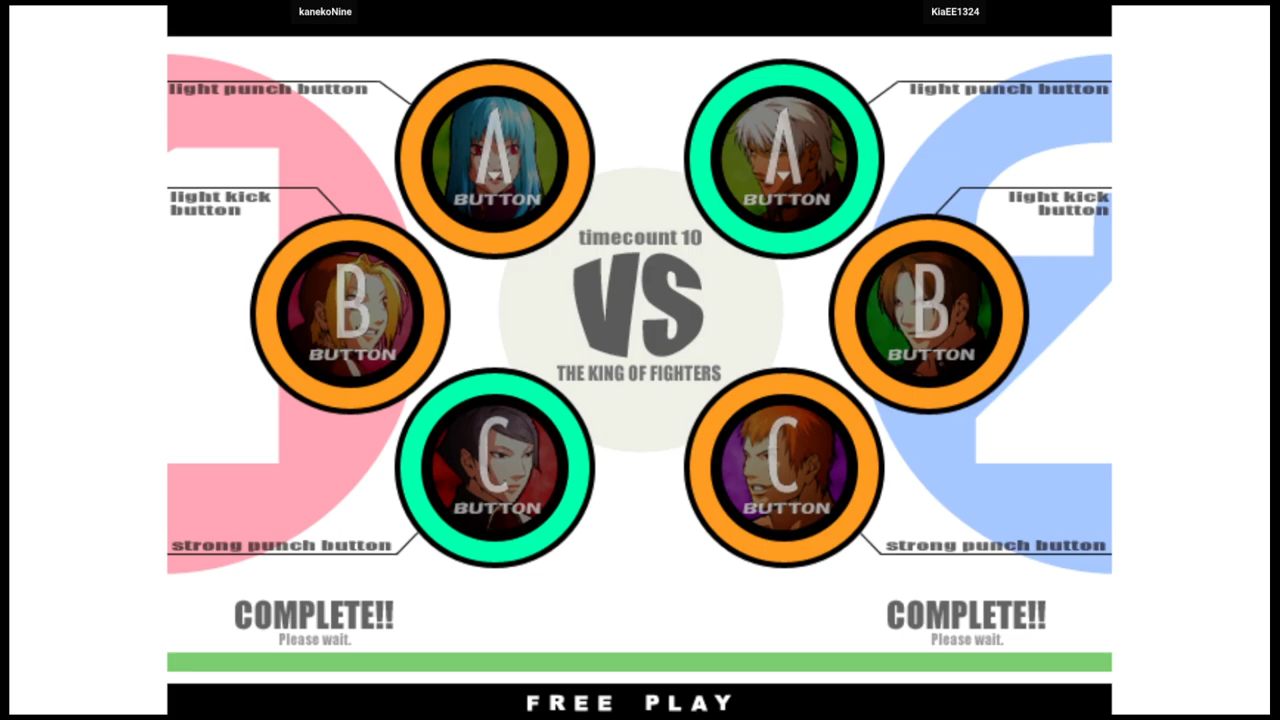 kanekoNine
KiaEE1324
light punch button
light punch button
A
BUTTON
A
BUTTON
light kick
button
light kick
button
timecount 10
VS
THE KING OF FIGHTERS
B
BUTTON
B
BUTTON
C
BUTTON
C
BUTTON
strong punch button
strong punch button
COMPLETE!!
Please wait.
COMPLETE!!
Please wait.
FREE PLAY